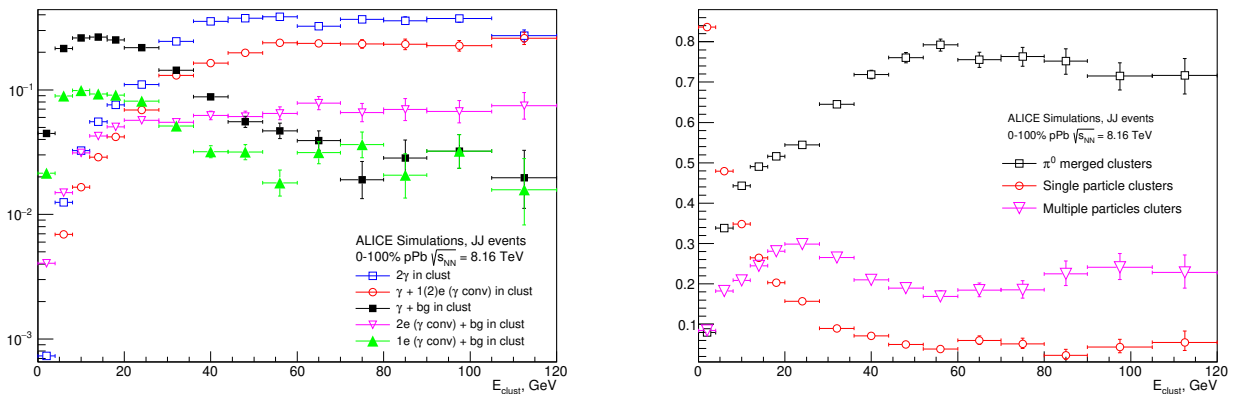 10⁻¹
10⁻²
10⁻³
0 20 40 60 80 100 120
E_clust, GeV
ALICE Simulations, JJ events
0-100% pPb √s_NN = 8.16 TeV
2γ in clust
γ + 1(2)e (γ conv) in clust
γ + bg in clust
2e (γ conv) + bg in clust
1e (γ conv) + bg in clust
0.8
0.7
0.6
0.5
0.4
0.3
0.2
0.1
0 20 40 60 80 100 120
E_clust, GeV
ALICE Simulations, JJ events
0-100% pPb √s_NN = 8.16 TeV
π⁰ merged clusters
Single particle clusters
Multiple particles cluters